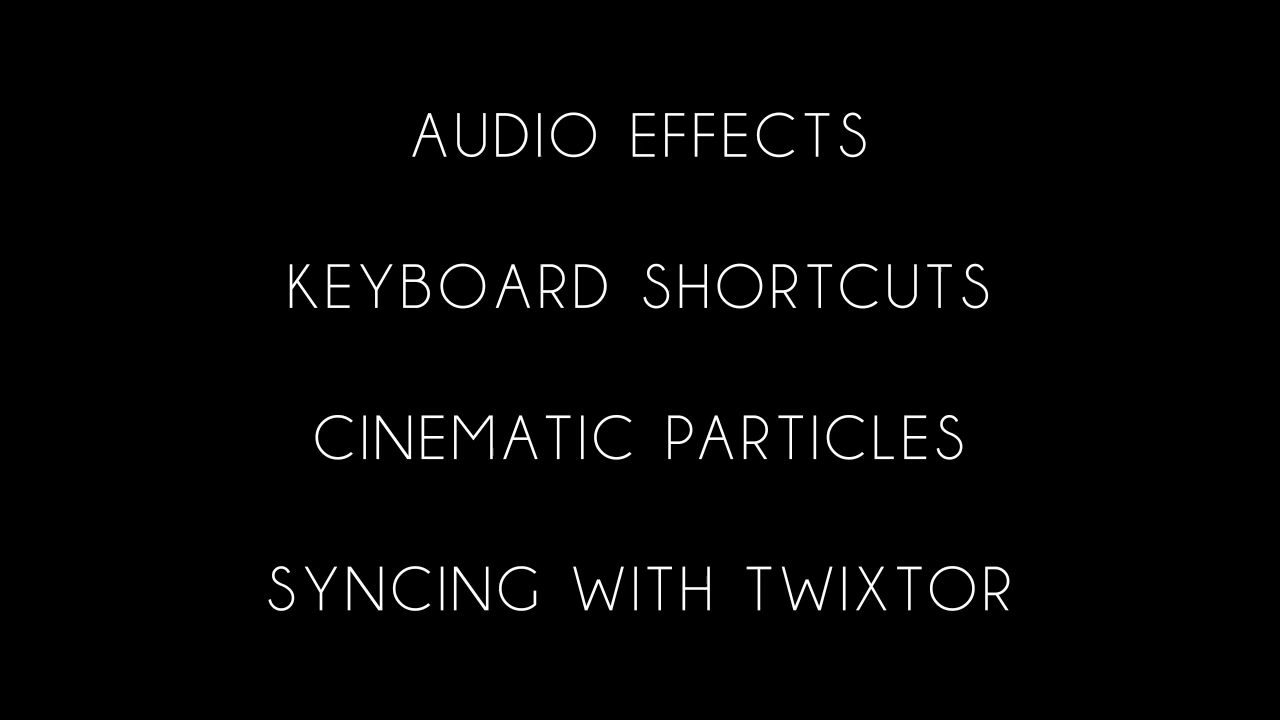 AUDIO EFFECTS
KEYBOARD SHORTCUTS
CINEMATIC PARTICLES
SYNCING WITH TWIXTOR